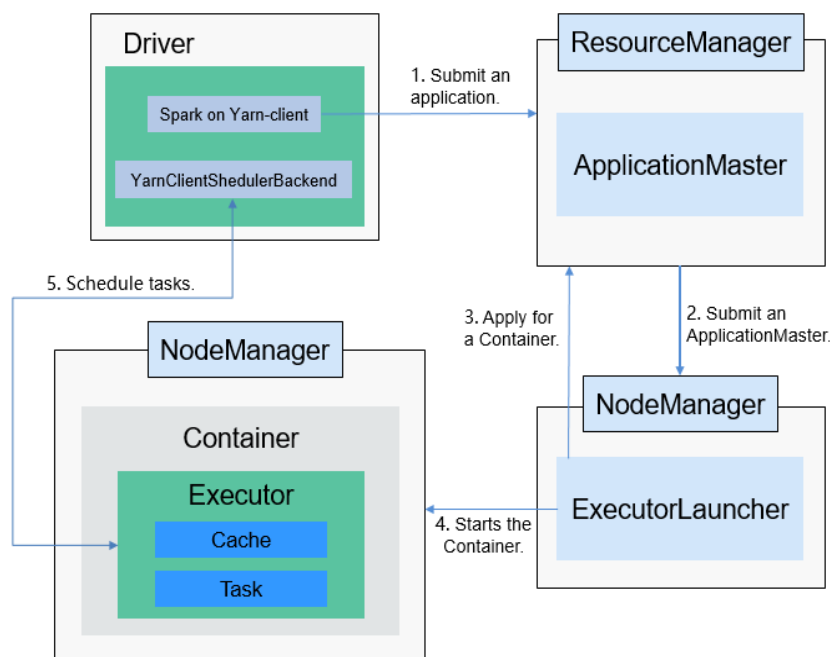 Driver
Spark on Yarn-client
YarnClientShedulerBackend
1. Submit an
application.
ResourceManager
ApplicationMaster
5. Schedule tasks.
3. Apply for
a Container.
2. Submit an
ApplicationMaster.
NodeManager
Container
Executor
Cache
Task
4. Starts the
Container.
NodeManager
ExecutorLauncher